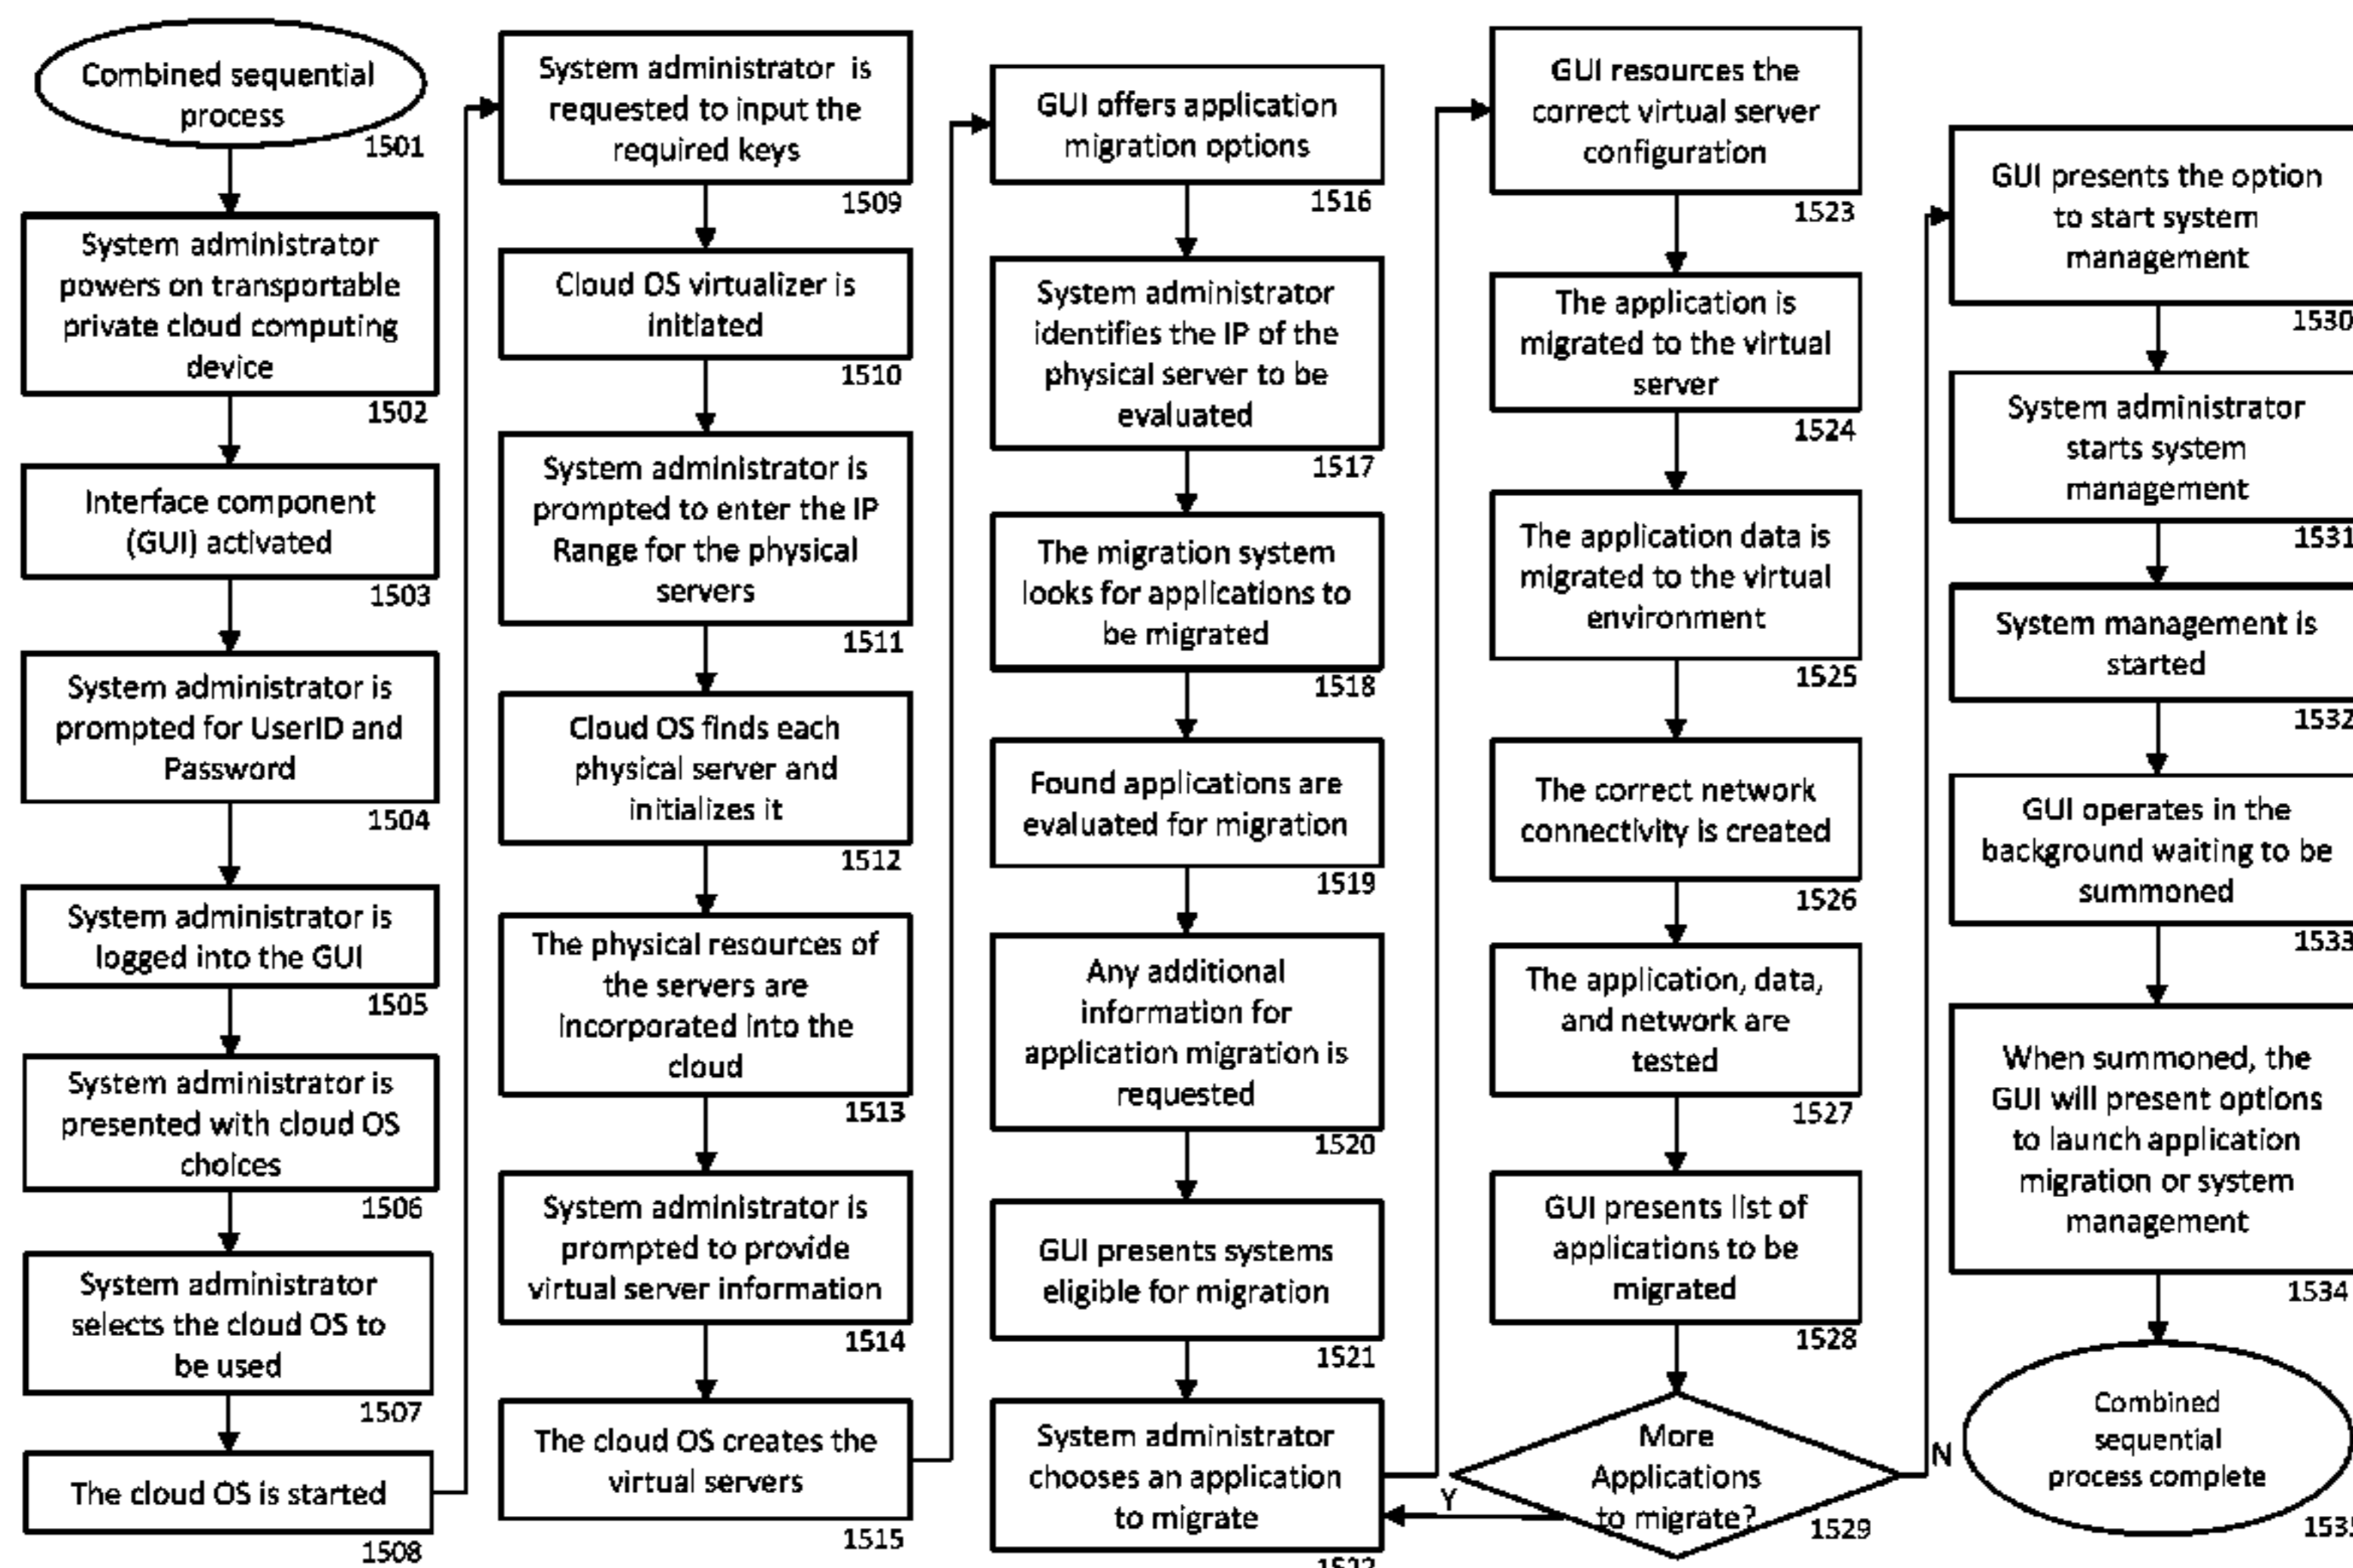 Combined sequential
process
1501
System administrator
powers on transportable
private cloud computing
device
1502
Interface component
(GUI) activated
1503
System administrator is
prompted for UserID and
Password
1504
System administrator is
logged into the GUI
1505
System administrator is
presented with cloud OS
choices
1506
System administrator
selects the cloud OS to
be used
1507
The cloud OS is started
1508
System administrator is
requested to input the
required keys
1509
Cloud OS virtualizer is
initiated
1510
System administrator is
prompted to enter the IP
Range for the physical
servers
1511
Cloud OS finds each
physical server and
initializes it
1512
The physical resources of
the servers are
incorporated into the
cloud
1513
System administrator is
prompted to provide
virtual server information
1514
The cloud OS creates the
virtual servers
1515
GUI offers application
migration options
1516
System administrator
identifies the IP of the
physical server to be
evaluated
1517
The migration system
looks for applications to
be migrated
1518
Found applications are
evaluated for migration
1519
Any additional
information for
application migration is
requested
1520
GUI presents systems
eligible for migration
1521
System administrator
chooses an application
to migrate
GUI resources the
correct virtual server
configuration
1523
The application is
migrated to the virtual
server
1524
The application data is
migrated to the virtual
environment
1525
The correct network
connectivity is created
1526
The application, data,
and network are
tested
1527
GUI presents list of
applications to be
migrated
1528
More
Applications
to migrate?
1529
Y
N
GUI presents the option
to start system
management
1530
System administrator
starts system
management
1531
System management is
started
1532
GUI operates in the
background waiting to be
summoned
1533
When summoned, the
GUI will present options
to launch application
migration or system
management
1534
Combined
sequential
process complete